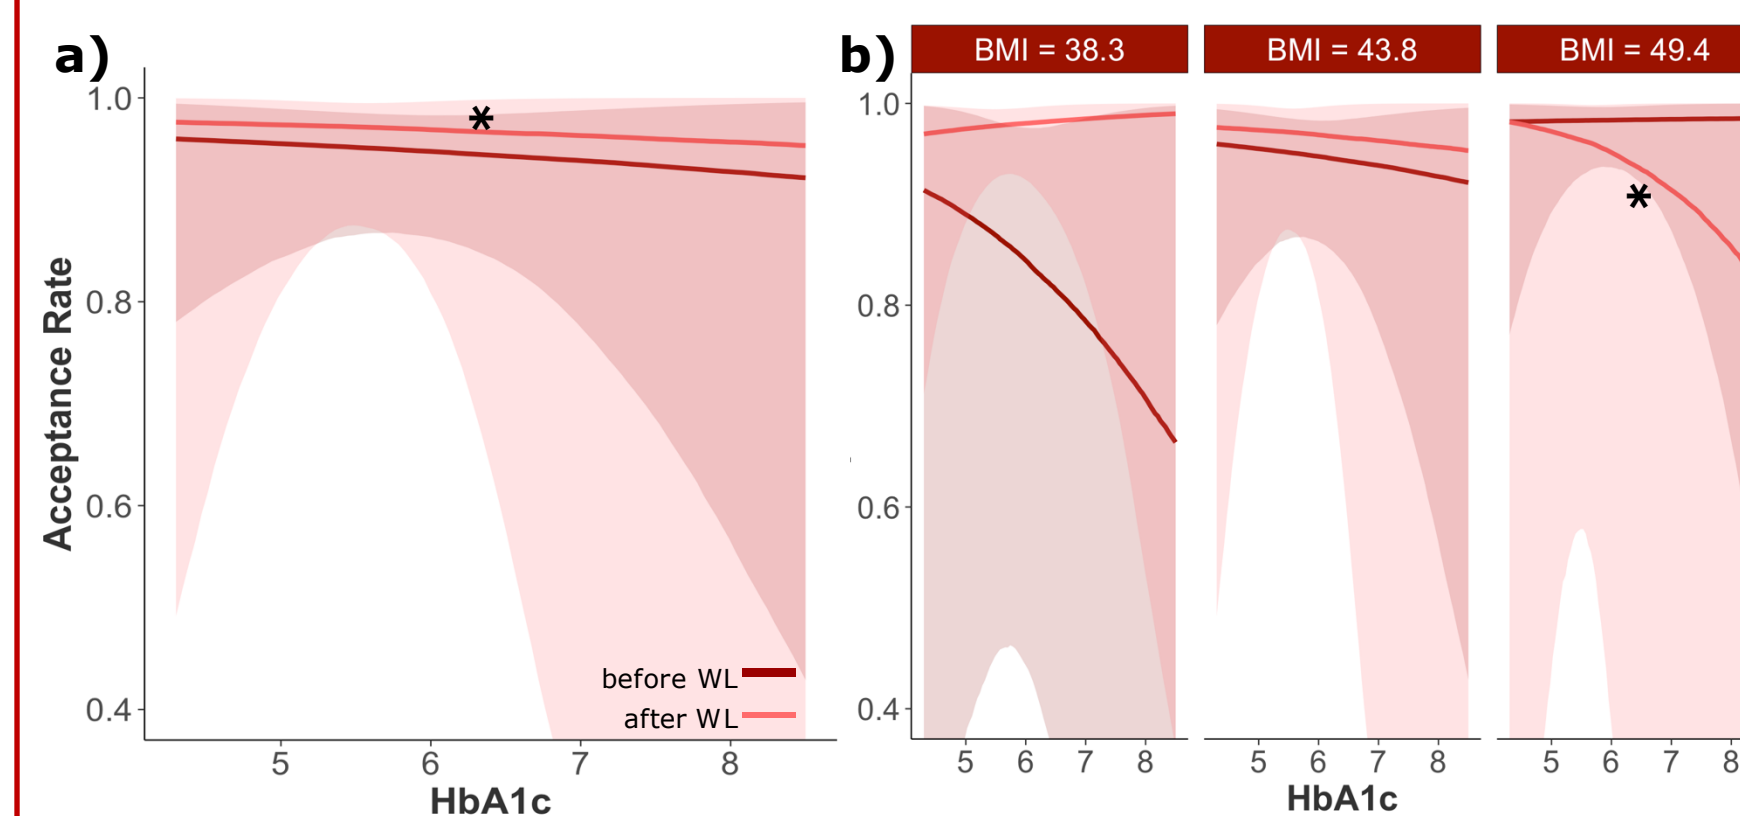 a)
1.0
0.8
0.6
0.4
Acceptance Rate
*
before WL
after WL
5 6 7 8
HbA1c
b)
BMI = 38.3 BMI = 43.8 BMI = 49.4
1.0
0.8
0.6
0.4
*
5 6 7 8 5 6 7 8 5 6 7 8
HbA1c